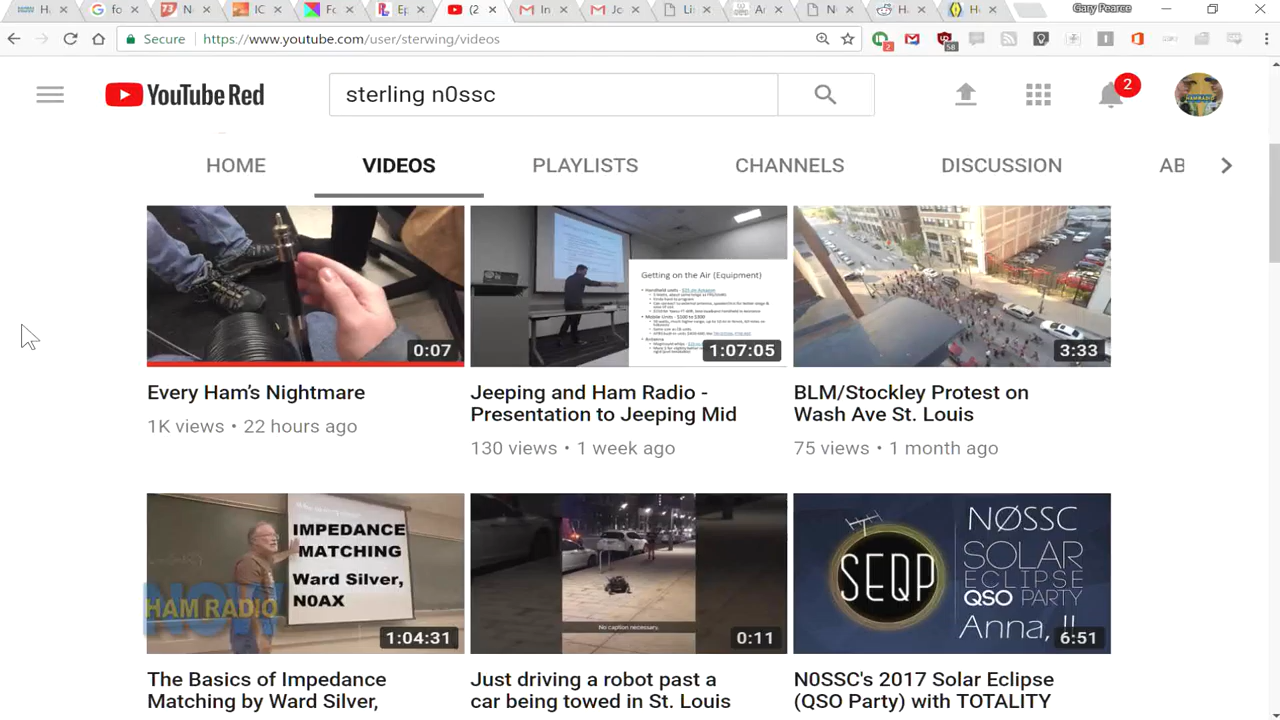 Gary Pearce
Secure
https://www.youtube.com/user/sterwing/videos
YouTube Red
sterling n0ssc
2
HOME
VIDEOS
PLAYLISTS
CHANNELS
DISCUSSION
AB
0:07
Getting on the Air (Equipment)
1:07:05
3:33
Every Ham's Nightmare
1K views • 22 hours ago
Jeeping and Ham Radio -
Presentation to Jeeping Mid
130 views • 1 week ago
BLM/Stockley Protest on
Wash Ave St. Louis
75 views • 1 month ago
IMPEDANCE
MATCHING
Ward Silver,
N0AX
NOW
HAM RADIO
1:04:31
No caption necessary.
0:11
SEQP
NØSSC
SOLAR
ECLIPSE
QSO PARTY
Anna, IL
6:51
The Basics of Impedance
Matching by Ward Silver,
Just driving a robot past a
car being towed in St. Louis
N0SSC's 2017 Solar Eclipse
(QSO Party) with TOTALITY